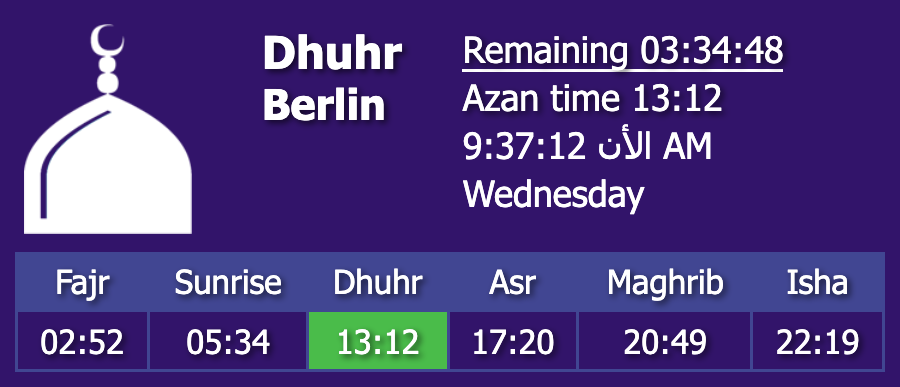 Dhuhr
Berlin
Remaining 03:34:48
Azan time 13:12
9:37:12 الأن AM
Wednesday
Fajr Sunrise Dhuhr Asr Maghrib Isha
02:52 05:34 13:12 17:20 20:49 22:19